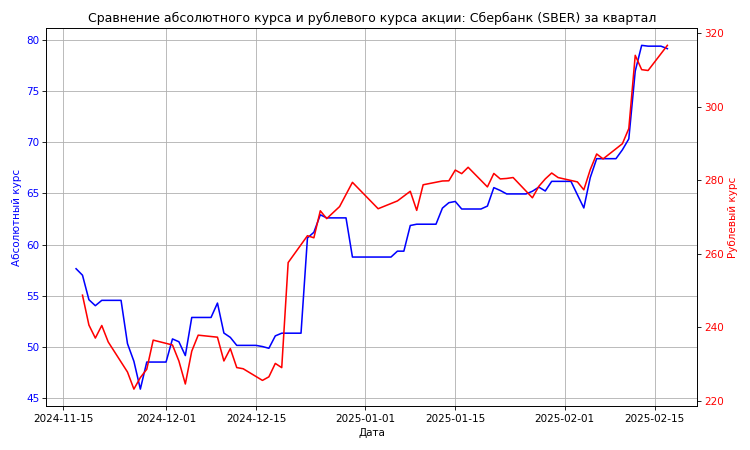 Сравнение абсолютного курса и рублевого курса акции: Сбербанк (SBER) за квартал
Абсолютный курс
80
75
70
65
60
55
50
45
320
300
280
260
240
220
Рублевый курс
2024-11-15 2024-12-01 2024-12-15 2025-01-01 2025-01-15 2025-02-01 2025-02-15
Дата